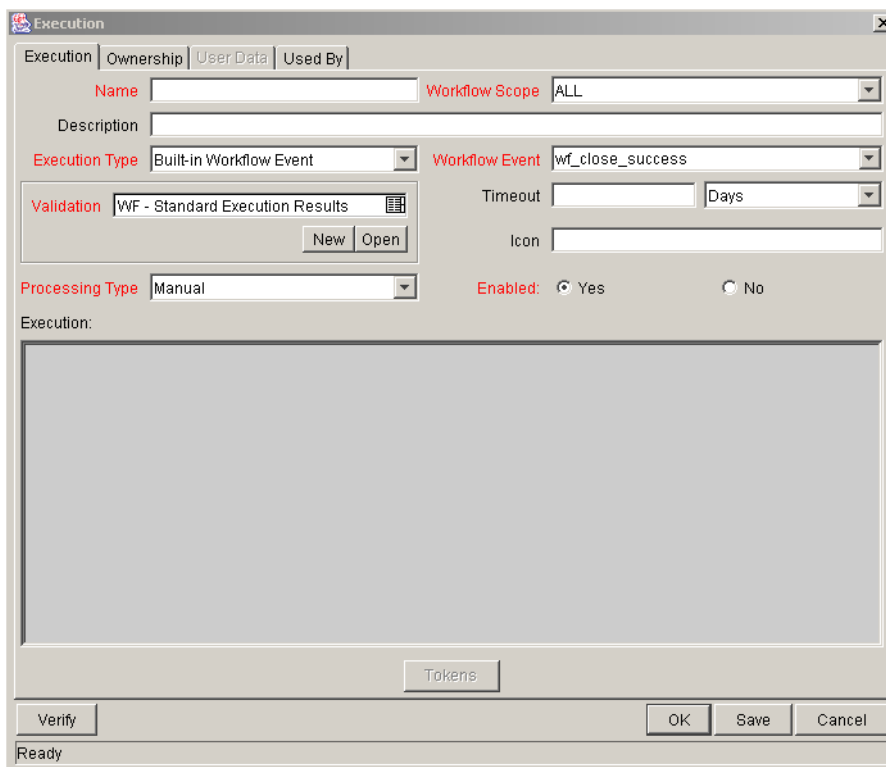 Execution
Execution Ownership User Data Used By
Name Workflow Scope ALL
Description
Execution Type Built-in Workflow Event Workflow Event wf_close_success
Validation WF - Standard Execution Results Timeout Days
New Open Icon
Processing Type Manual Enabled: Yes No
Execution:
Tokens
Verify OK Save Cancel
Ready